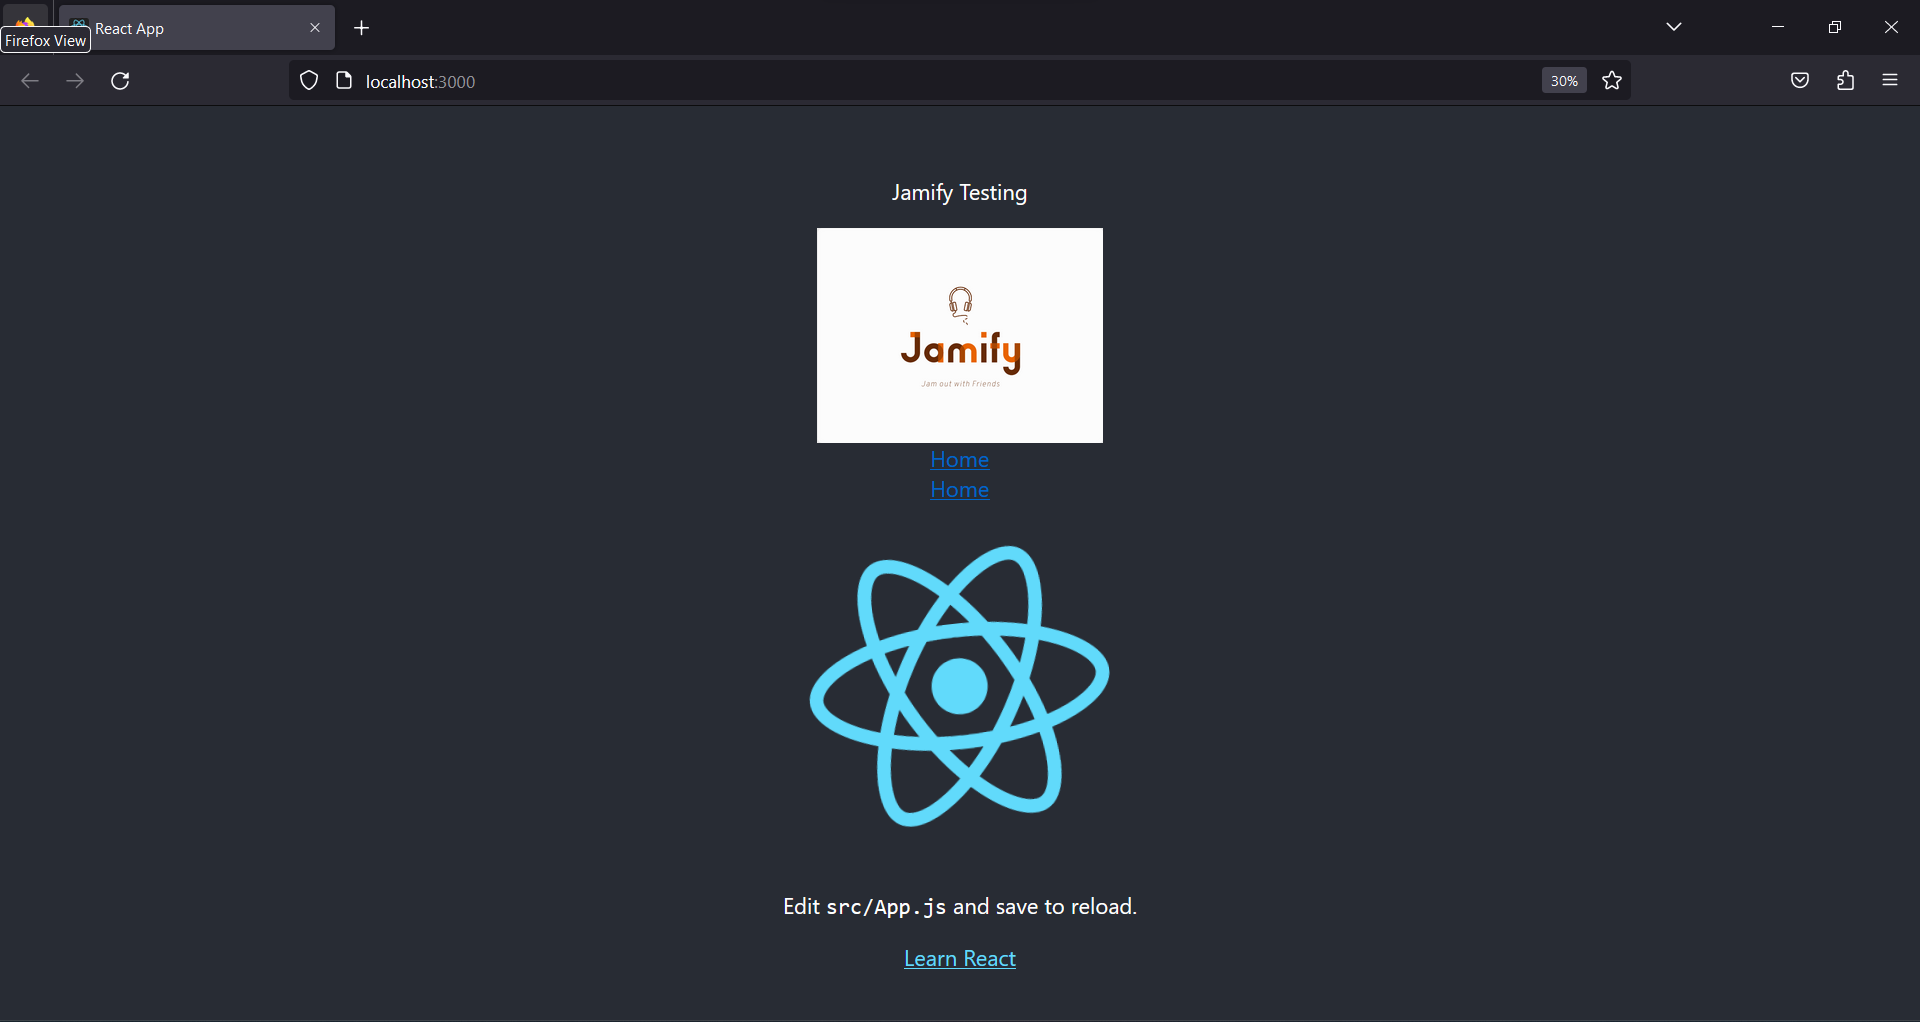 React App
Firefox View
localhost:3000
30%
Jamify Testing
Jamify
Jam out with Friends
Home
Home
Edit src/App.js and save to reload.
Learn React